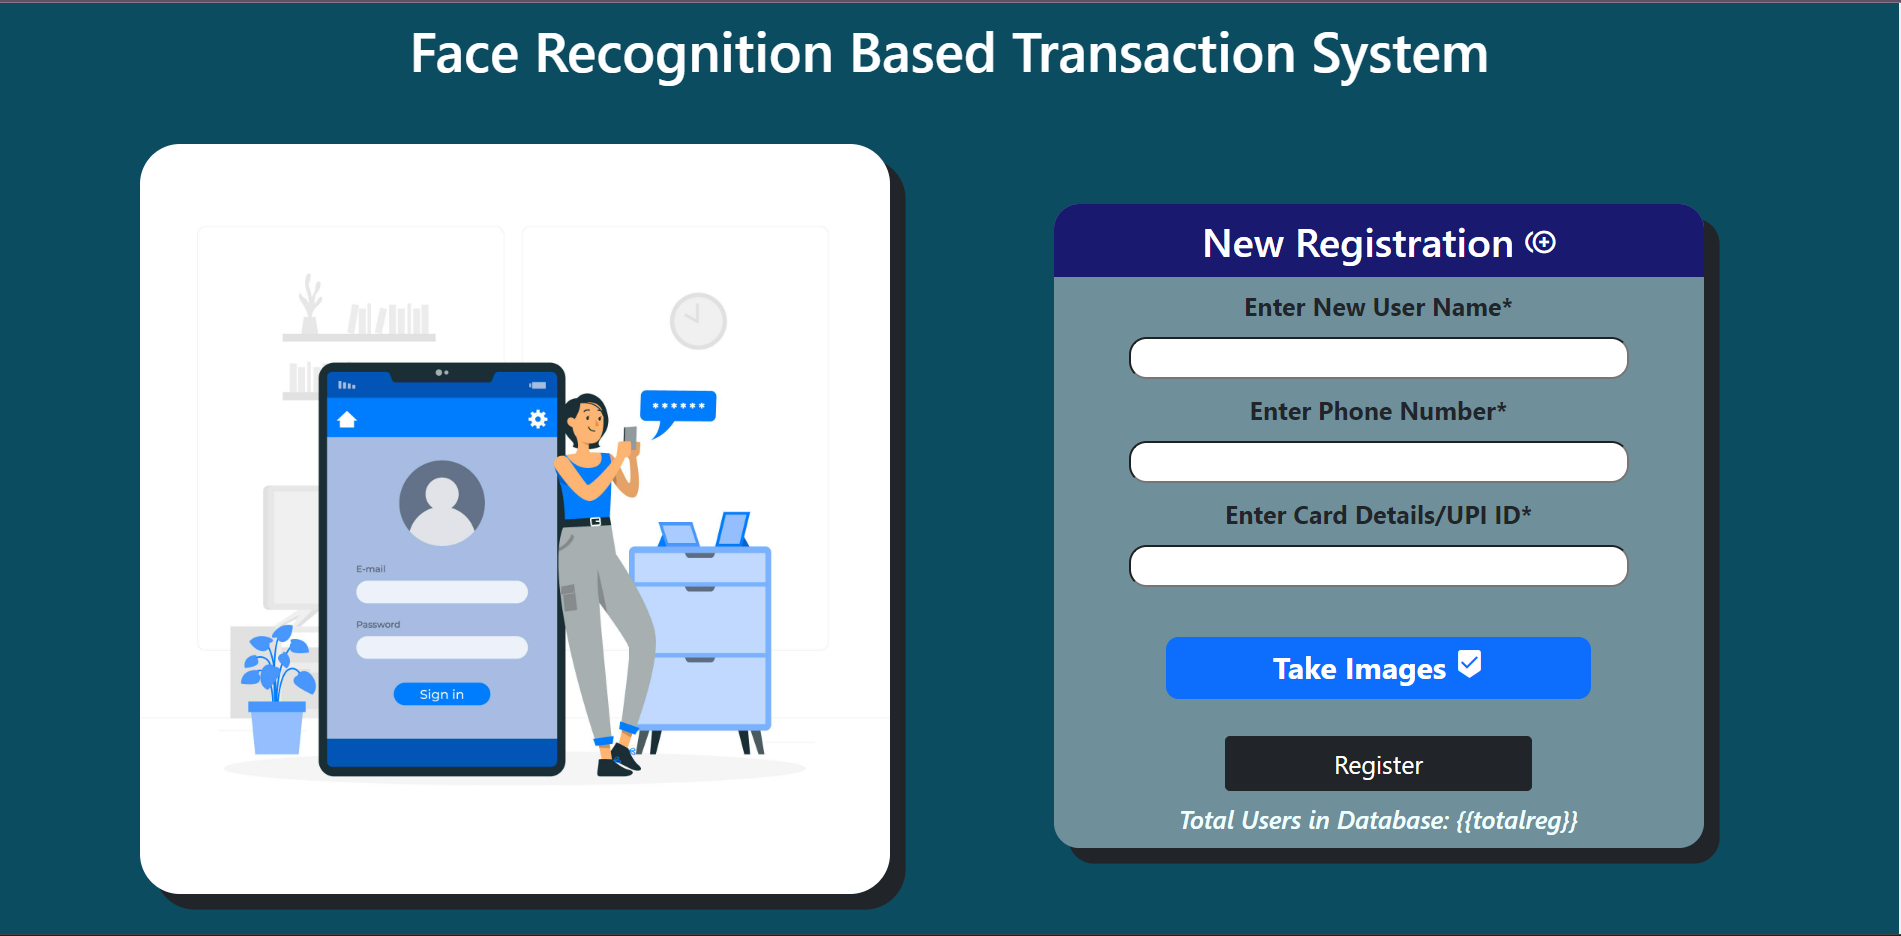 Face Recognition Based Transaction System
******
E-mail
Password
Sign in
New Registration
Enter New User Name*
Enter Phone Number*
Enter Card Details/UPI ID*
Take Images
Register
Total Users in Database: {{totalreg}}